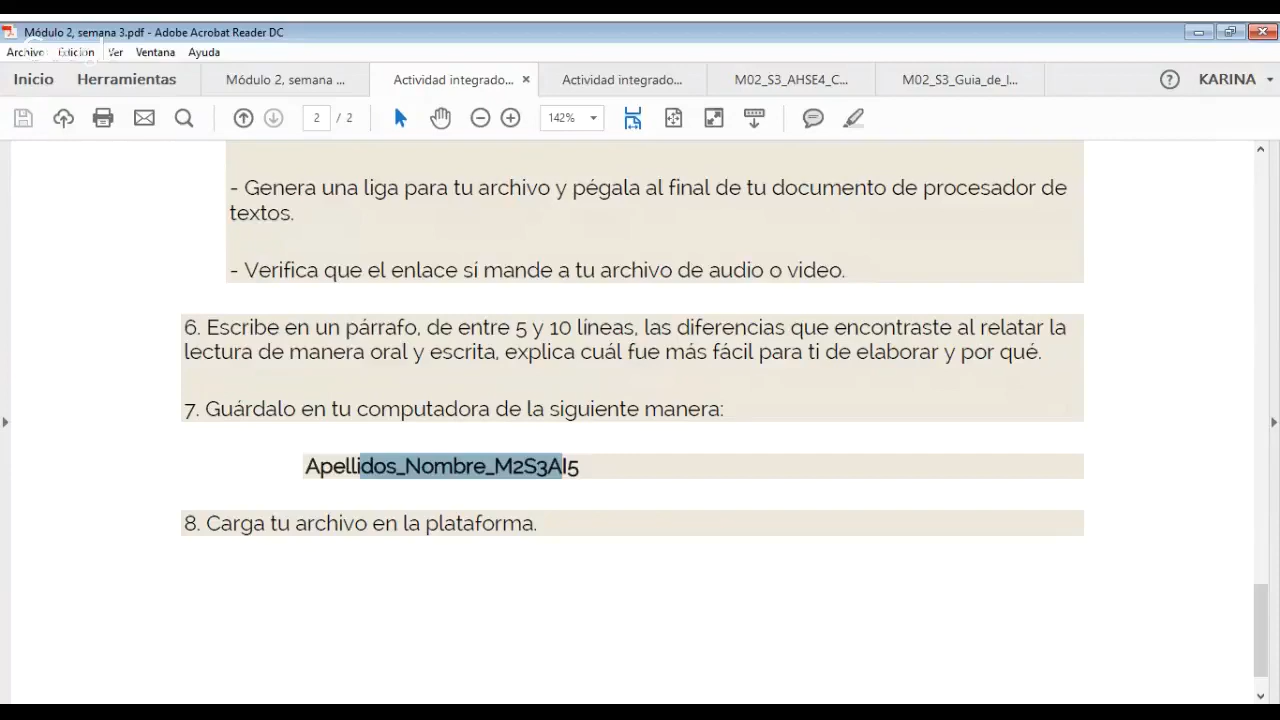 Módulo 2, semana 3.pdf - Adobe Acrobat Reader DC
Archivo Edición Ver Ventana Ayuda
Inicio Herramientas Módulo 2, semana ... Actividad integrado... × Actividad integrado... M02_S3_AHSE4_C... M02_S3_Guia_de_l... KARINA
2 / 2 142%
- Genera una liga para tu archivo y pégala al final de tu documento de procesador de
textos.
- Verifica que el enlace sí mande a tu archivo de audio o video.
6. Escribe en un párrafo, de entre 5 y 10 líneas, las diferencias que encontraste al relatar la
lectura de manera oral y escrita, explica cuál fue más fácil para ti de elaborar y por qué.
7. Guárdalo en tu computadora de la siguiente manera:
Apellidos_Nombre_M2S3AI5
8. Carga tu archivo en la plataforma.